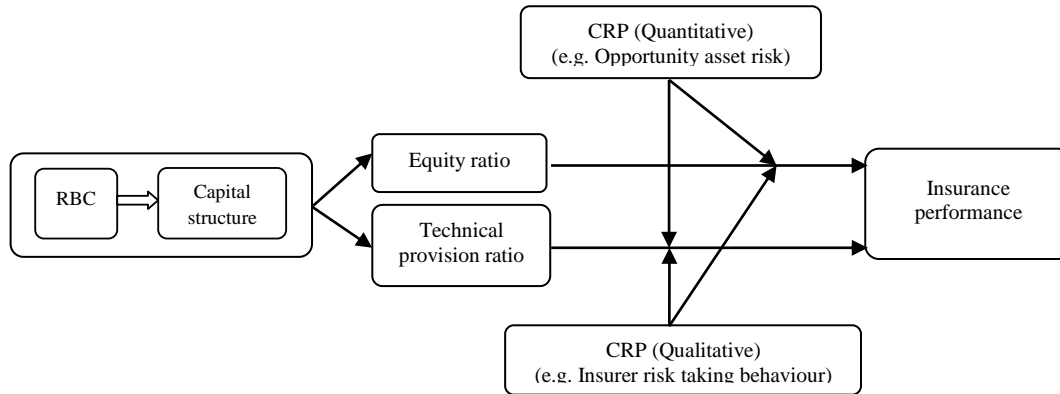 CRP (Quantitative)
(e.g. Opportunity asset risk)
RBC
Capital
structure
Equity ratio
Technical
provision ratio
Insurance
performance
CRP (Qualitative)
(e.g. Insurer risk taking behaviour)